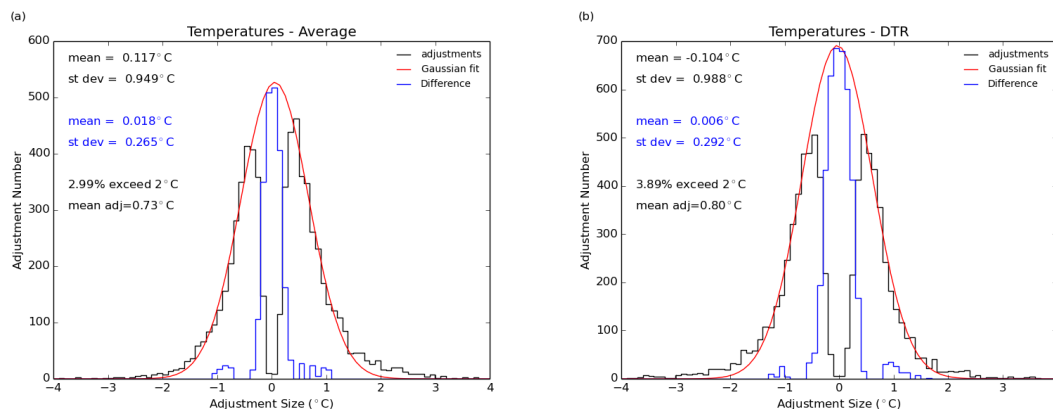 (a)
Temperatures - Average
mean = 0.117°C
st dev = 0.949°C
mean = 0.018°C
st dev = 0.265°C
2.99% exceed 2°C
mean adj=0.73°C
adjustments
Gaussian fit
Difference
Adjustment Number
600
500
400
300
200
100
0
−4 −3 −2 −1 0 1 2 3 4
Adjustment Size (°C)
(b)
Temperatures - DTR
mean = -0.104°C
st dev = 0.988°C
mean = 0.006°C
st dev = 0.292°C
3.89% exceed 2°C
mean adj=0.80°C
adjustments
Gaussian fit
Difference
Adjustment Number
700
600
500
400
300
200
100
0
−4 −3 −2 −1 0 1 2 3
Adjustment Size (°C)